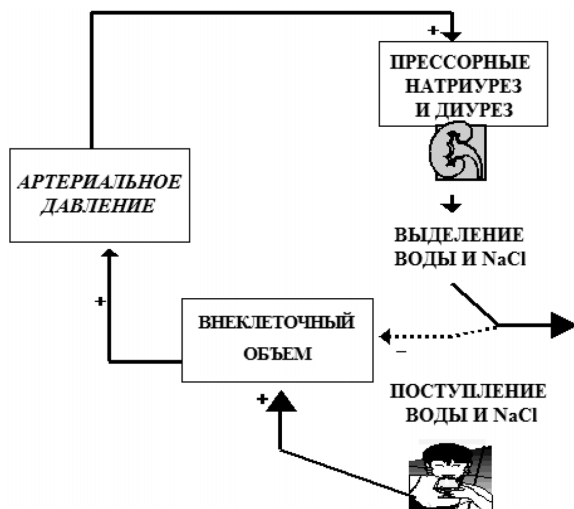 +
ПРЕССОРНЫЕ
НАТРИУРЕЗ
И ДИУРЕЗ
АРТЕРИАЛЬНОЕ
ДАВЛЕНИЕ
ВЫДЕЛЕНИЕ
ВОДЫ И NaCl
+
ВНЕКЛЕТОЧНЫЙ
ОБЪЕМ
–
ПОСТУПЛЕНИЕ
ВОДЫ И NaCl
+